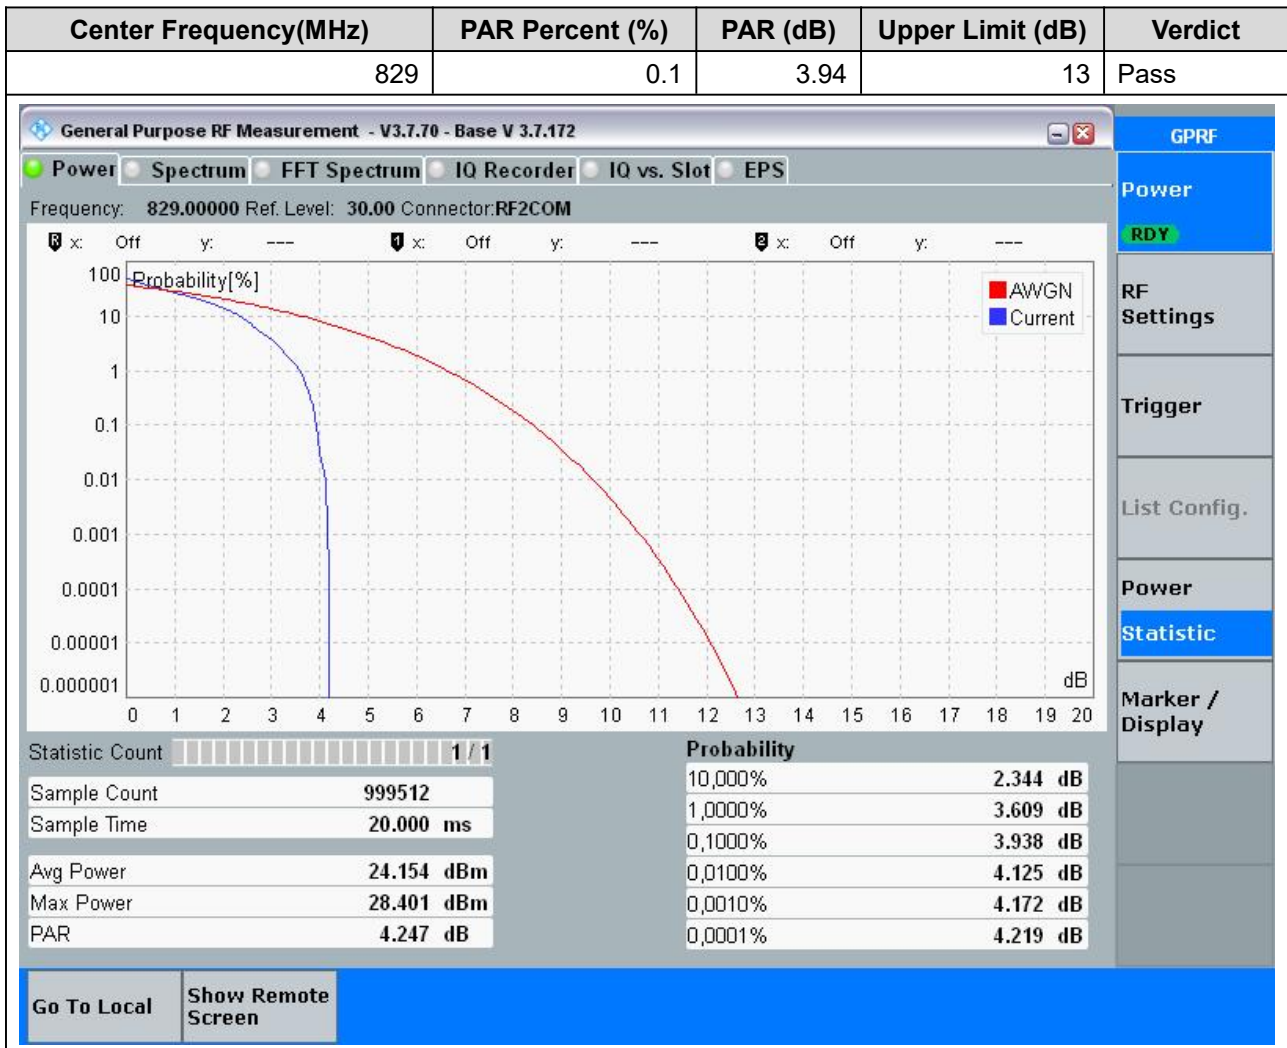 Center Frequency(MHz) PAR Percent (%) PAR (dB) Upper Limit (dB) Verdict
829 0.1 3.94 13 Pass
General Purpose RF Measurement - V3.7.70 - Base V 3.7.172
GPRF
Power Spectrum FFT Spectrum IQ Recorder IQ vs. Slot EPS
Power
RDY
Frequency: 829.00000 Ref. Level: 30.00 Connector:RF2COM
R x: Off y: --- 1 x: Off y: --- 2 x: Off y: ---
Probability[%]
AWGN
Current
100
10
1
0.1
0.01
0.001
0.0001
0.00001
0.000001
dB
0 1 2 3 4 5 6 7 8 9 10 11 12 13 14 15 16 17 18 19 20
RF
Settings
Trigger
List Config.
Power
Statistic
Marker /
Display
Statistic Count 1 / 1
Sample Count 999512
Sample Time 20.000 ms
Avg Power 24.154 dBm
Max Power 28.401 dBm
PAR 4.247 dB
Probability
10,000% 2.344 dB
1,0000% 3.609 dB
0,1000% 3.938 dB
0,0100% 4.125 dB
0,0010% 4.172 dB
0,0001% 4.219 dB
Go To Local
Show Remote
Screen